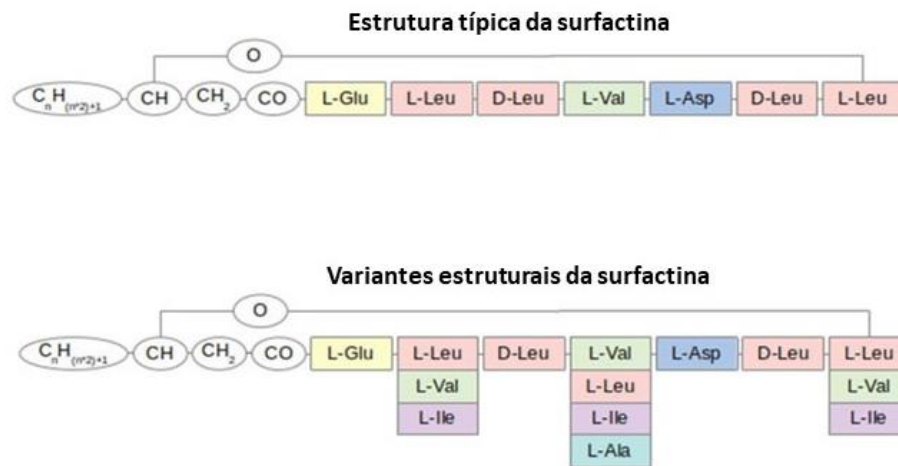 Estrutura típica da surfactina
O
CnH(n*2)+1 CH CH2 CO L-Glu L-Leu D-Leu L-Val L-Asp D-Leu L-Leu
Variantes estruturais da surfactina
O
CnH(n*2)+1 CH CH2 CO L-Glu L-Leu D-Leu L-Val L-Asp D-Leu L-Leu
L-Val L-Leu L-Val
L-Ile L-Ile L-Ile
L-Ala